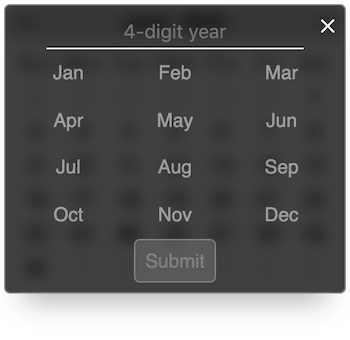 4-digit year
Jan Feb Mar
Apr May Jun
Jul Aug Sep
Oct Nov Dec
Submit